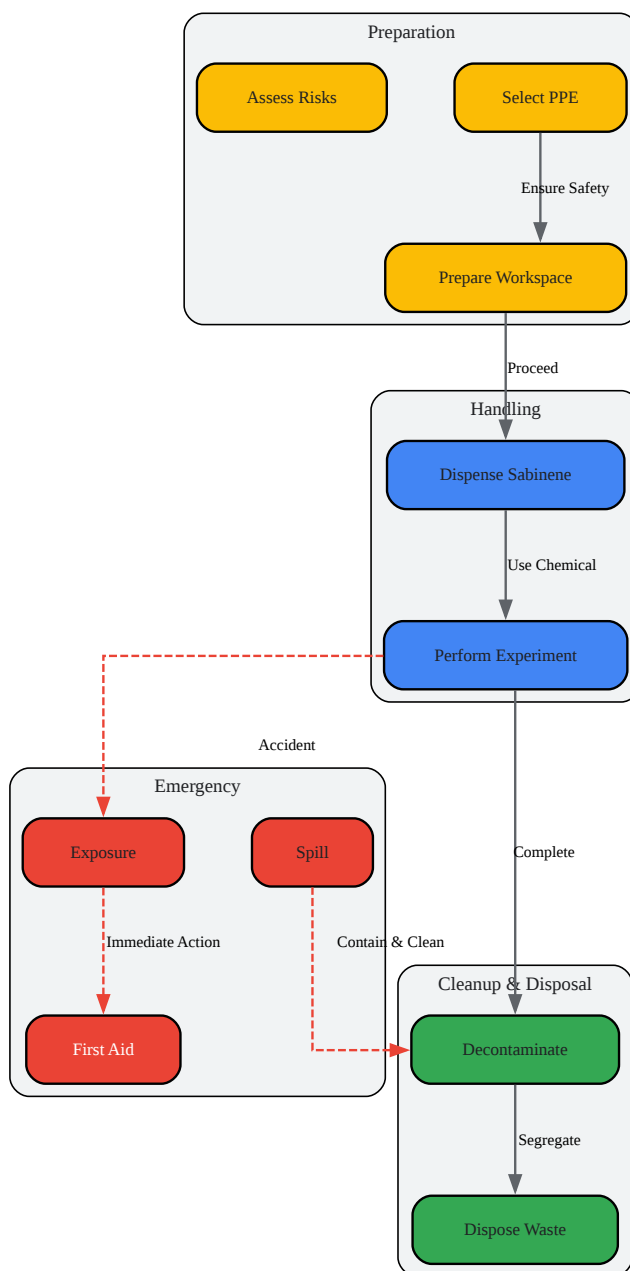 Preparation
Assess Risks
Select PPE
Ensure Safety
Prepare Workspace
Proceed
Handling
Dispense Sabinene
Use Chemical
Perform Experiment
Accident
Emergency
Exposure
Spill
Complete
Immediate Action
Contain & Clean
Cleanup & Disposal
First Aid
Decontaminate
Segregate
Dispose Waste